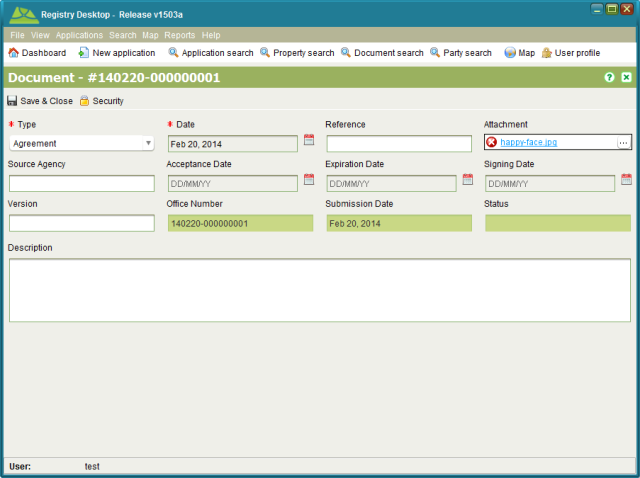 Registry Desktop - Release v1503a
File View Applications Search Map Reports Help
Dashboard New application Application search Property search Document search Party search Map User profile
Document - #140220-000000001
Save & Close Security
* Type * Date Reference Attachment
Agreement Feb 20, 2014 happy-face.jpg ...
Source Agency Acceptance Date Expiration Date Signing Date
DD/MM/YY DD/MM/YY DD/MM/YY
Version Office Number Submission Date Status
140220-000000001 Feb 20, 2014
Description
User: test